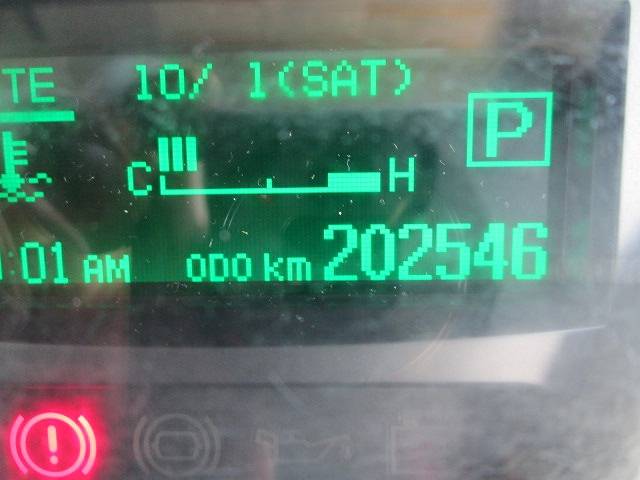 TE 10/ 1(SAT)
P
C H
:01 AM ODO km 202546